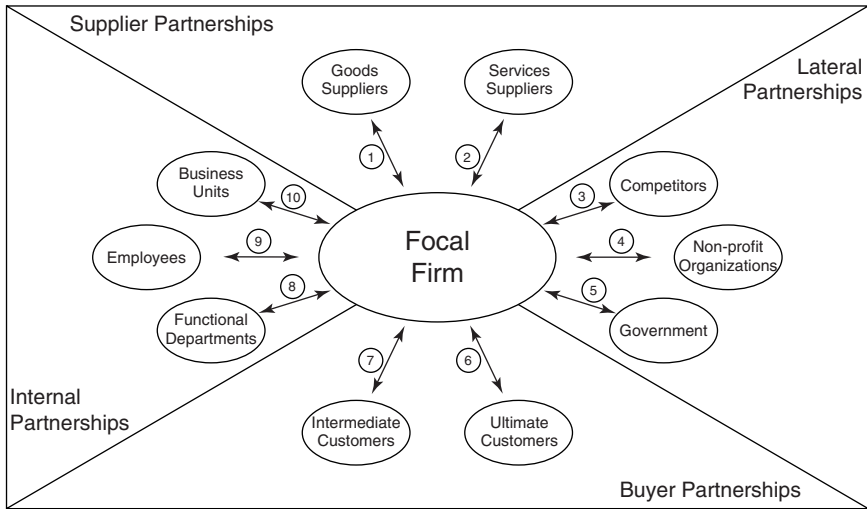 Supplier Partnerships
Lateral
Partnerships
Goods
Suppliers
Services
Suppliers
1
2
Business
Units
10
3
Competitors
Employees
9
Focal
Firm
4
Non-profit
Organizations
Functional
Departments
8
5
Government
7
6
Internal
Partnerships
Intermediate
Customers
Ultimate
Customers
Buyer Partnerships